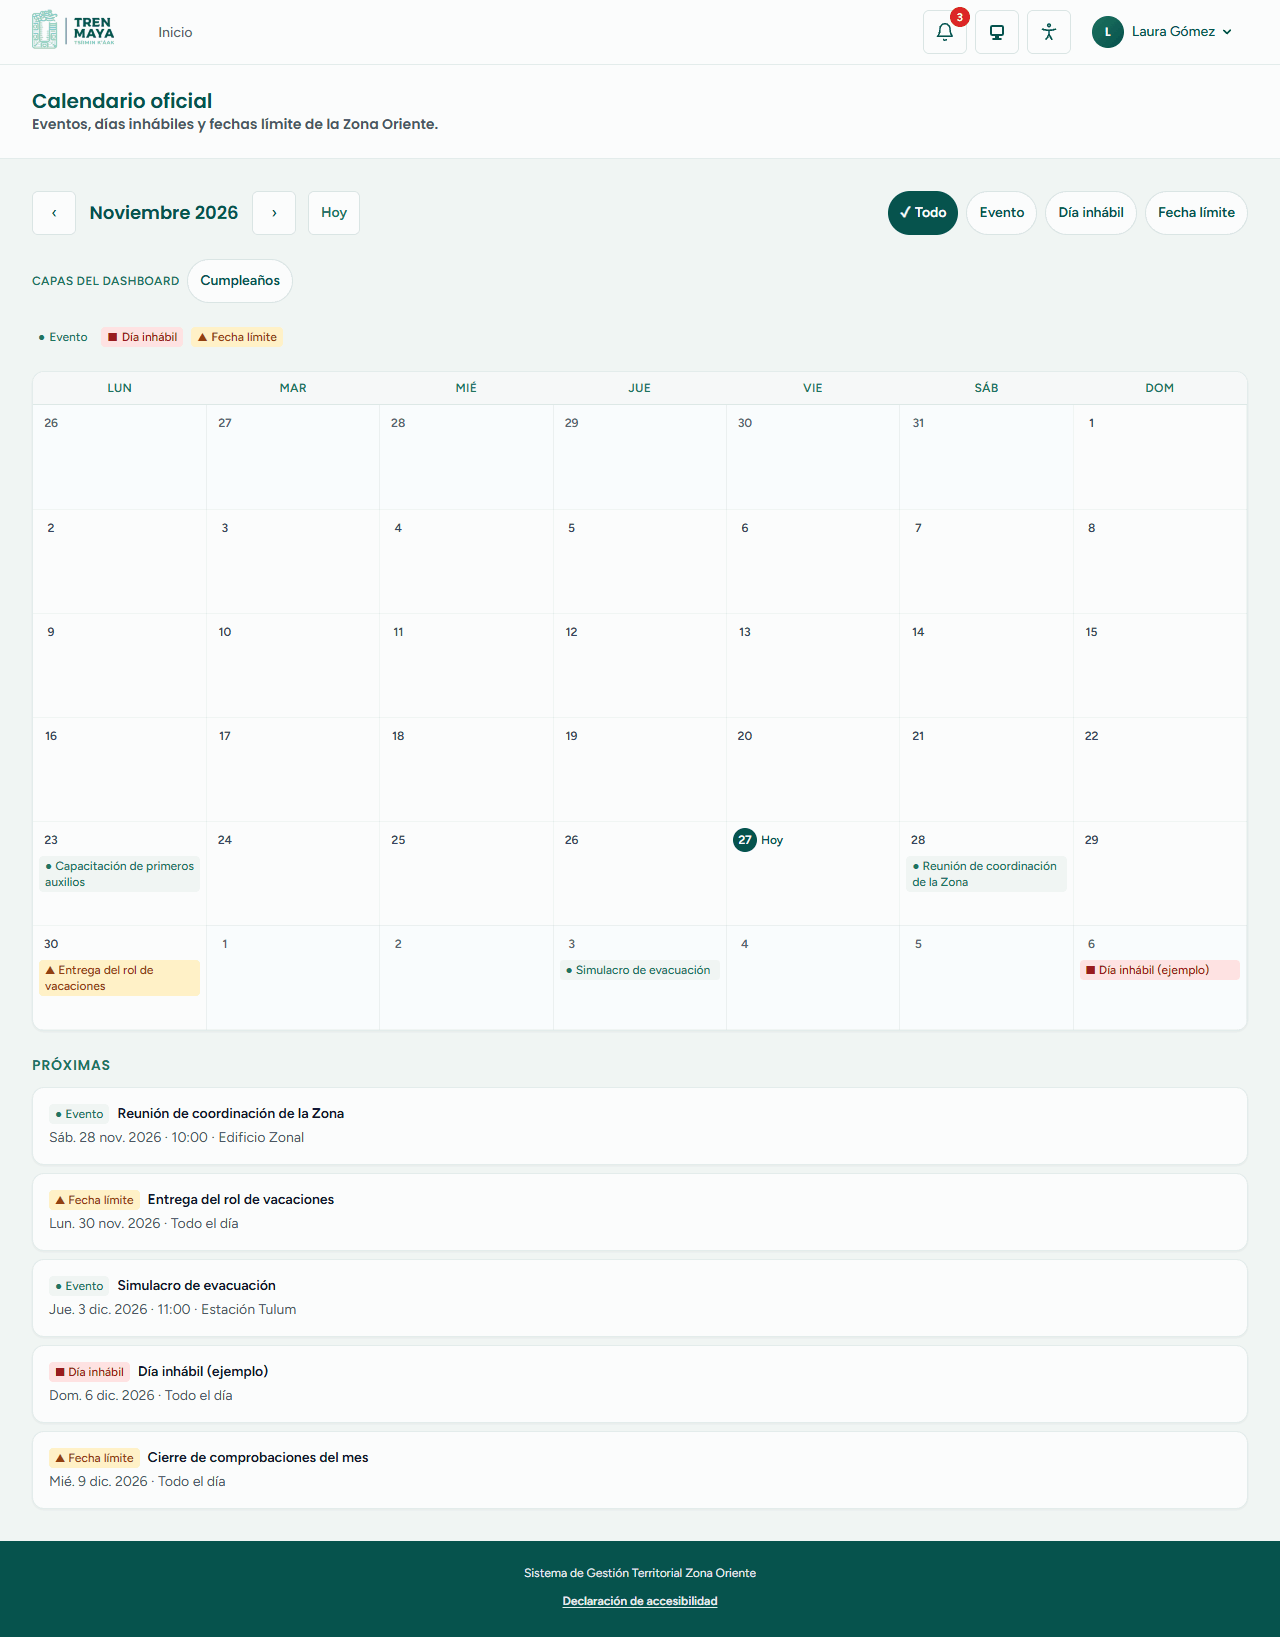 TREN
MAYA
TSÍIMIN K'ÁAK
Inicio
3
L
Laura Gómez
Calendario oficial
Eventos, días inhábiles y fechas límite de la Zona Oriente.
‹ Noviembre 2026 › Hoy
✓ Todo Evento Día inhábil Fecha límite
CAPAS DEL DASHBOARD Cumpleaños
● Evento ■ Día inhábil ▲ Fecha límite
LUN MAR MIÉ JUE VIE SÁB DOM
26 27 28 29 30 31 1
2 3 4 5 6 7 8
9 10 11 12 13 14 15
16 17 18 19 20 21 22
23 24 25 26 27 Hoy 28 29
● Capacitación de primeros
auxilios
● Reunión de coordinación
de la Zona
30 1 2 3 4 5 6
▲ Entrega del rol de
vacaciones
● Simulacro de evacuación
■ Día inhábil (ejemplo)
PRÓXIMAS
● Evento Reunión de coordinación de la Zona
Sáb. 28 nov. 2026 · 10:00 · Edificio Zonal
▲ Fecha límite Entrega del rol de vacaciones
Lun. 30 nov. 2026 · Todo el día
● Evento Simulacro de evacuación
Jue. 3 dic. 2026 · 11:00 · Estación Tulum
■ Día inhábil Día inhábil (ejemplo)
Dom. 6 dic. 2026 · Todo el día
▲ Fecha límite Cierre de comprobaciones del mes
Mié. 9 dic. 2026 · Todo el día
Sistema de Gestión Territorial Zona Oriente
Declaración de accesibilidad